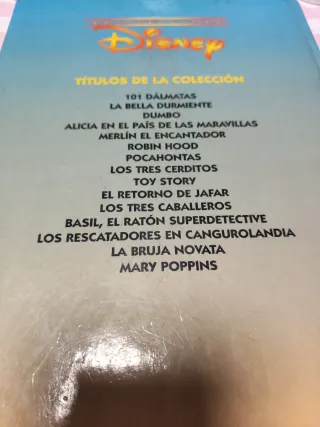 Disney
TÍTULOS DE LA COLECCIÓN
101 DÁLMATAS
LA BELLA DURMIENTE
DUMBO
ALICIA EN EL PAÍS DE LAS MARAVILLAS
MERLÍN EL ENCANTADOR
ROBIN HOOD
POCAHONTAS
LOS TRES CERDITOS
TOY STORY
EL RETORNO DE JAFAR
LOS TRES CABALLEROS
BASIL, EL RATÓN SUPERDETECTIVE
LOS RESCATADORES EN CANGUROLANDIA
LA BRUJA NOVATA
MARY POPPINS